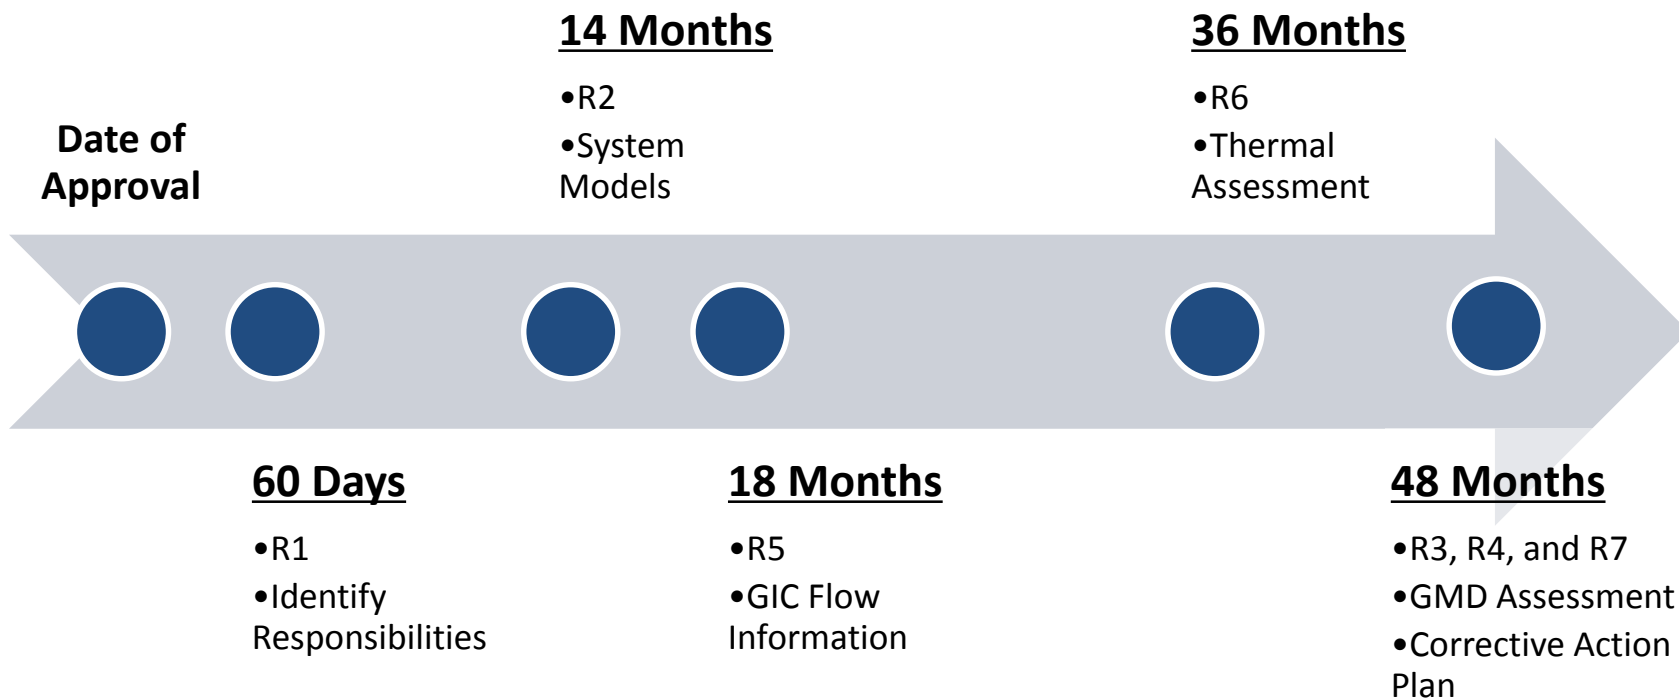 Date of
Approval
60 Days
•R1
•Identify
Responsibilities
14 Months
•R2
•System
Models
18 Months
•R5
•GIC Flow
Information
36 Months
•R6
•Thermal
Assessment
48 Months
•R3, R4, and R7
•GMD Assessment
•Corrective Action
Plan